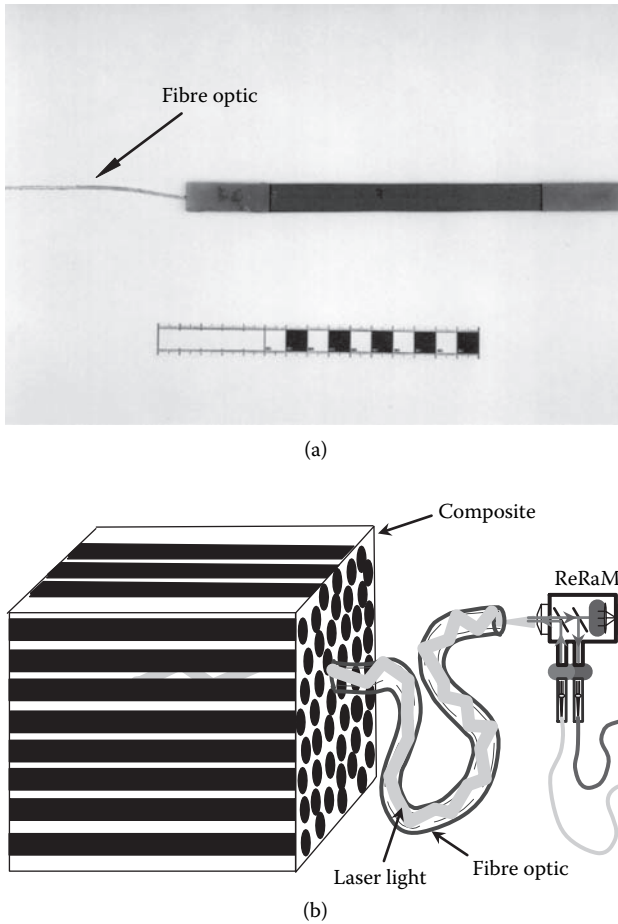 Fibre optic
(a)
Composite
ReRaM
Laser light
Fibre optic
(b)